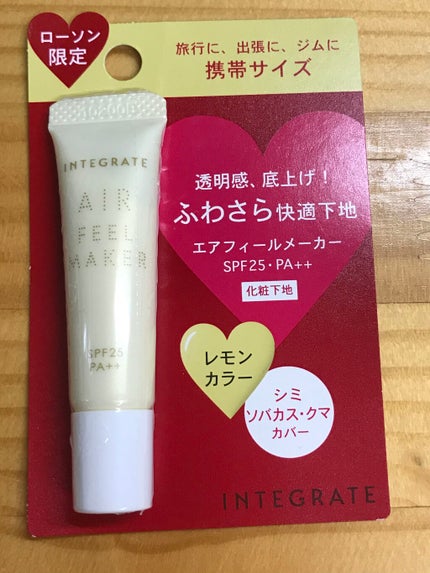 ローソン
限定
旅行に、出張に、ジムに
携帯サイズ
INTEGRATE
AIR
FEEL
MAKER
SPF25
PA++
透明感、底上げ！
ふわさら快適下地
エアフィールメーカー
SPF25・PA++
化粧下地
レモン
カラー
シミ
ソバカス・クマ
カバー
INTEGRATE